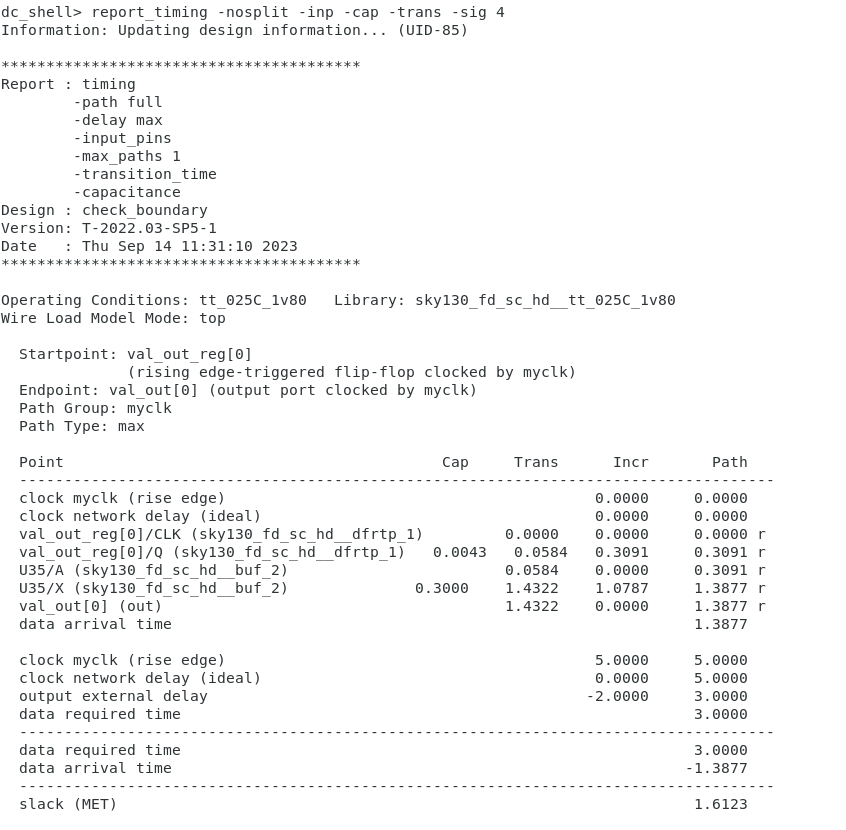 dc_shell> report_timing -nosplit -inp -cap -trans -sig 4
Information: Updating design information... (UID-85)

****************************************
Report : timing
        -path full
        -delay max
        -input_pins
        -max_paths 1
        -transition_time
        -capacitance
Design : check_boundary
Version: T-2022.03-SP5-1
Date   : Thu Sep 14 11:31:10 2023
****************************************

Operating Conditions: tt_025C_1v80   Library: sky130_fd_sc_hd__tt_025C_1v80
Wire Load Model Mode: top

  Startpoint: val_out_reg[0]
              (rising edge-triggered flip-flop clocked by myclk)
  Endpoint: val_out[0] (output port clocked by myclk)
  Path Group: myclk
  Path Type: max

  Point                                          Cap     Trans      Incr       Path
  ------------------------------------------------------------------------------------
  clock myclk (rise edge)                                         0.0000     0.0000
  clock network delay (ideal)                                     0.0000     0.0000
  val_out_reg[0]/CLK (sky130_fd_sc_hd__dfrtp_1)         0.0000    0.0000     0.0000 r
  val_out_reg[0]/Q (sky130_fd_sc_hd__dfrtp_1)   0.0043   0.0584   0.3091     0.3091 r
  U35/A (sky130_fd_sc_hd__buf_2)                        0.0584    0.0000     0.3091 r
  U35/X (sky130_fd_sc_hd__buf_2)              0.3000    1.4322    1.0787     1.3877 r
  val_out[0] (out)                                      1.4322    0.0000     1.3877 r
  data arrival time                                                          1.3877

  clock myclk (rise edge)                                         5.0000     5.0000
  clock network delay (ideal)                                     0.0000     5.0000
  output external delay                                          -2.0000     3.0000
  data required time                                                         3.0000
  ------------------------------------------------------------------------------------
  data required time                                                         3.0000
  data arrival time                                                         -1.3877
  ------------------------------------------------------------------------------------
  slack (MET)                                                                1.6123